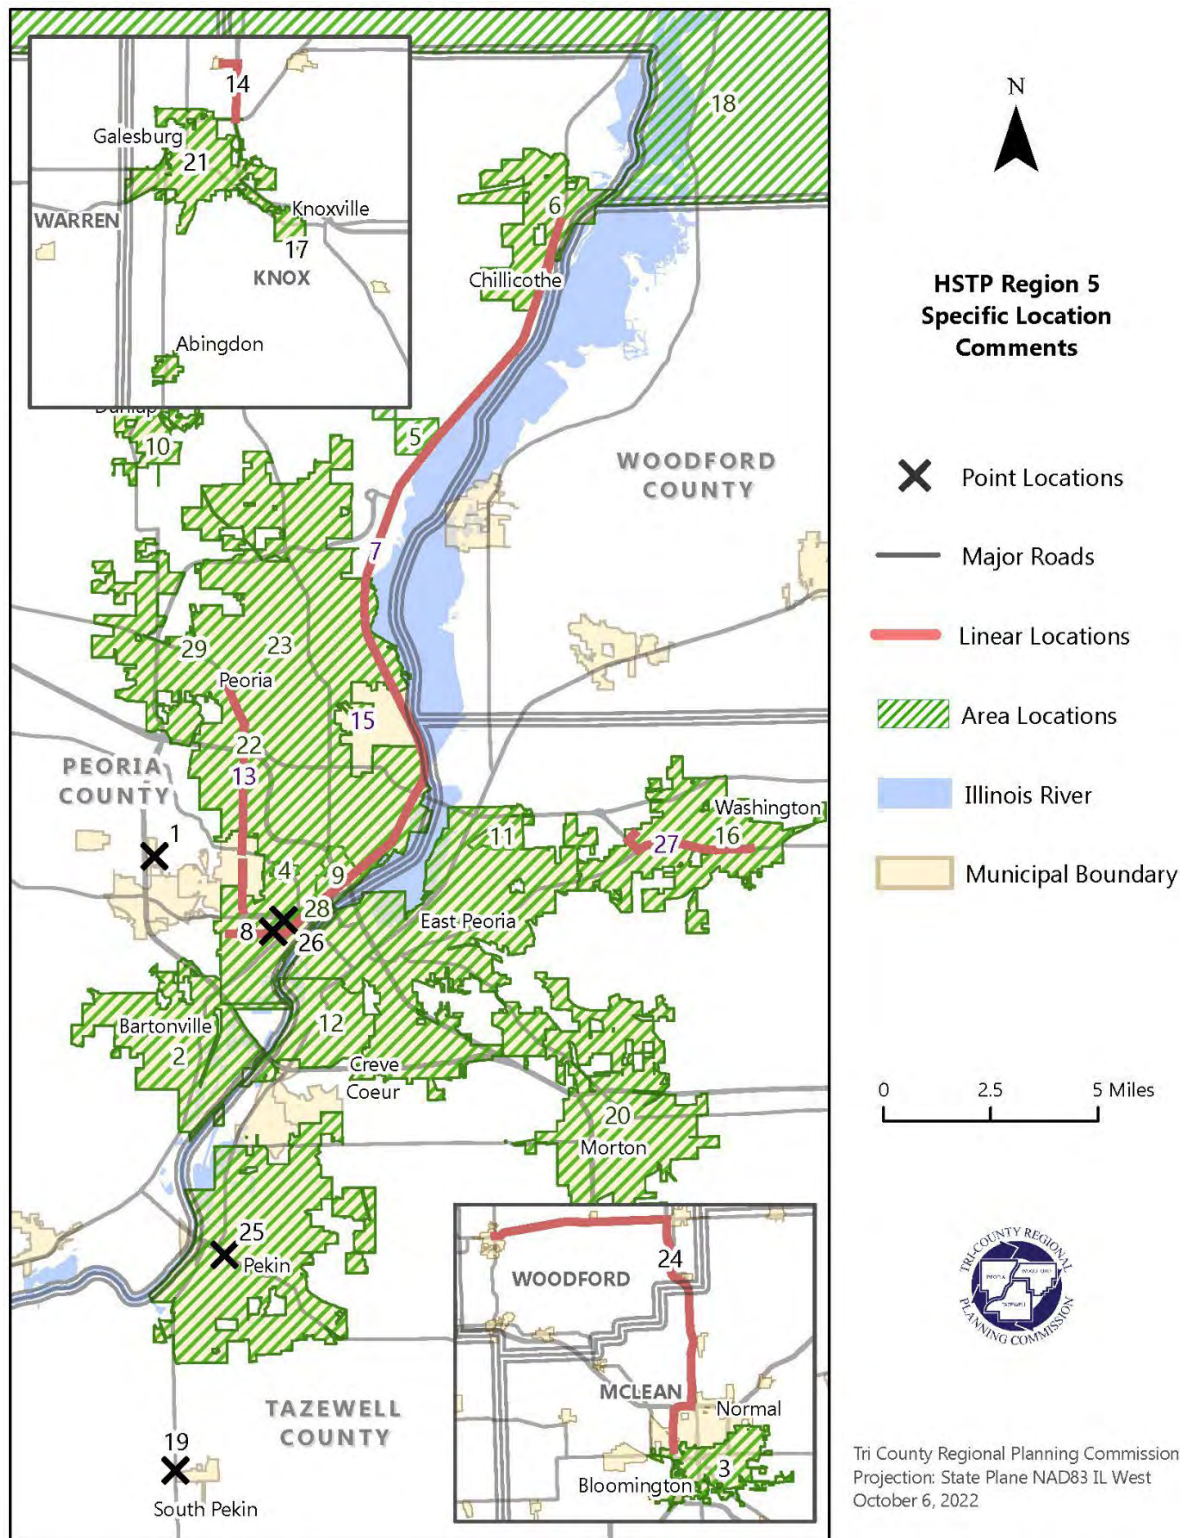 18
14
Galesburg
21
WARREN
Knoxville
17
KNOX
Abingdon
6
Chillicothe
Dunlap
10
5
WOODFORD
COUNTY
7
29
23
Peoria
15
22
13
PEORIA
COUNTY
1
4
9
11
Washington
27
16
28
8
26
East Peoria
Bartonville
2
12
Creve
Coeur
20
Morton
25
Pekin
24
WOODFORD
MCLEAN
Normal
3
Bloomington
TAZEWELL
COUNTY
19
South Pekin
N
HSTP Region 5
Specific Location
Comments
Point Locations
Major Roads
Linear Locations
Area Locations
Illinois River
Municipal Boundary
0 2.5 5 Miles
TRI-COUNTY REGIONAL
PEORIA
WOODFORD
TAZEWELL
PLANNING COMMISSION
Tri County Regional Planning Commission
Projection: State Plane NAD83 IL West
October 6, 2022